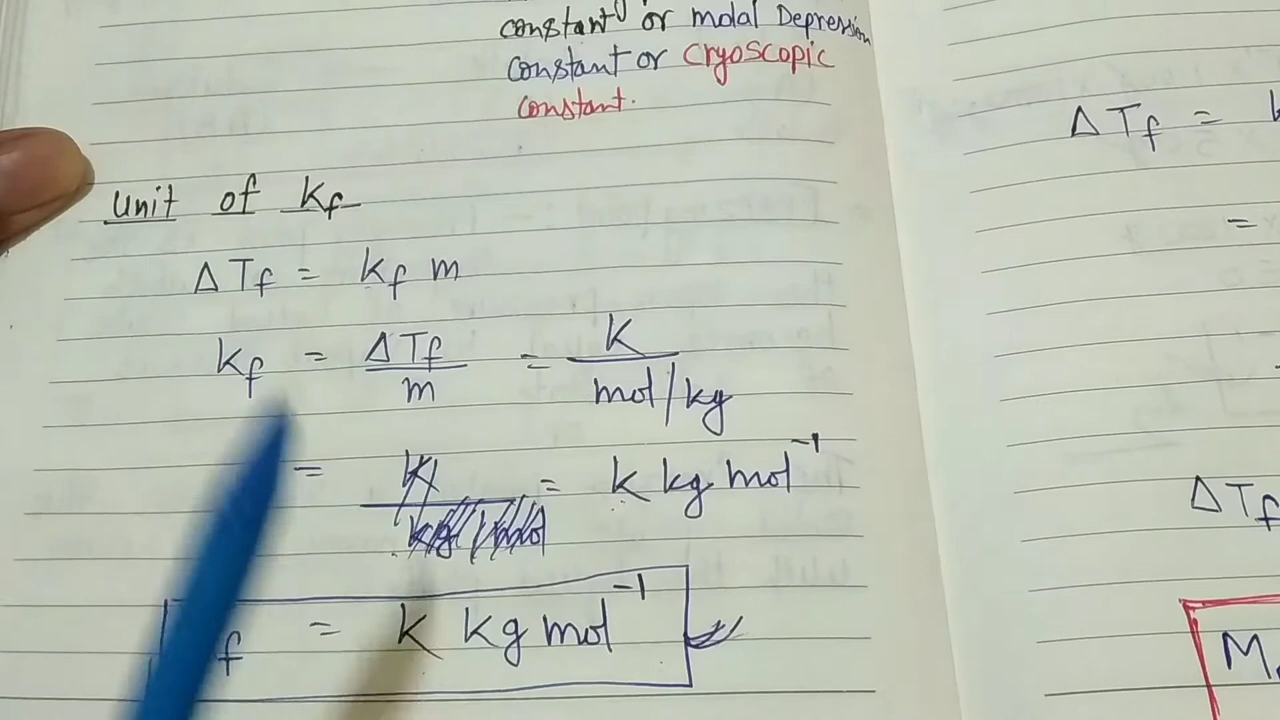 constant or molal Depression
constant or Cryoscopic
constant.
Unit of Kf
ΔTf = Kf m
Kf = ΔTf / m = K / mol/kg
= = K kg mol⁻¹
f = K kg mol⁻¹
ΔTf =
=
ΔTf
M